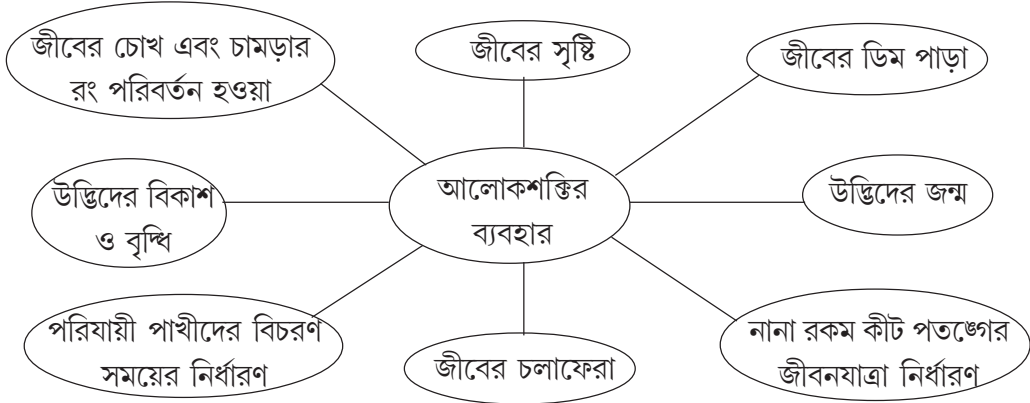 জীবের চোখ এবং চামড়ার
রং পরিবর্তন হওয়া
জীবের সৃষ্টি
জীবের ডিম পাড়া
উদ্ভিদের বিকাশ
ও বৃদ্ধি
আলোকশক্তির
ব্যবহার
উদ্ভিদের জন্ম
পরিযায়ী পাখীদের বিচরণ
সময়ের নির্ধারণ
জীবের চলাফেরা
নানা রকম কীট পতঙ্গের
জীবনযাত্রা নির্ধারণ